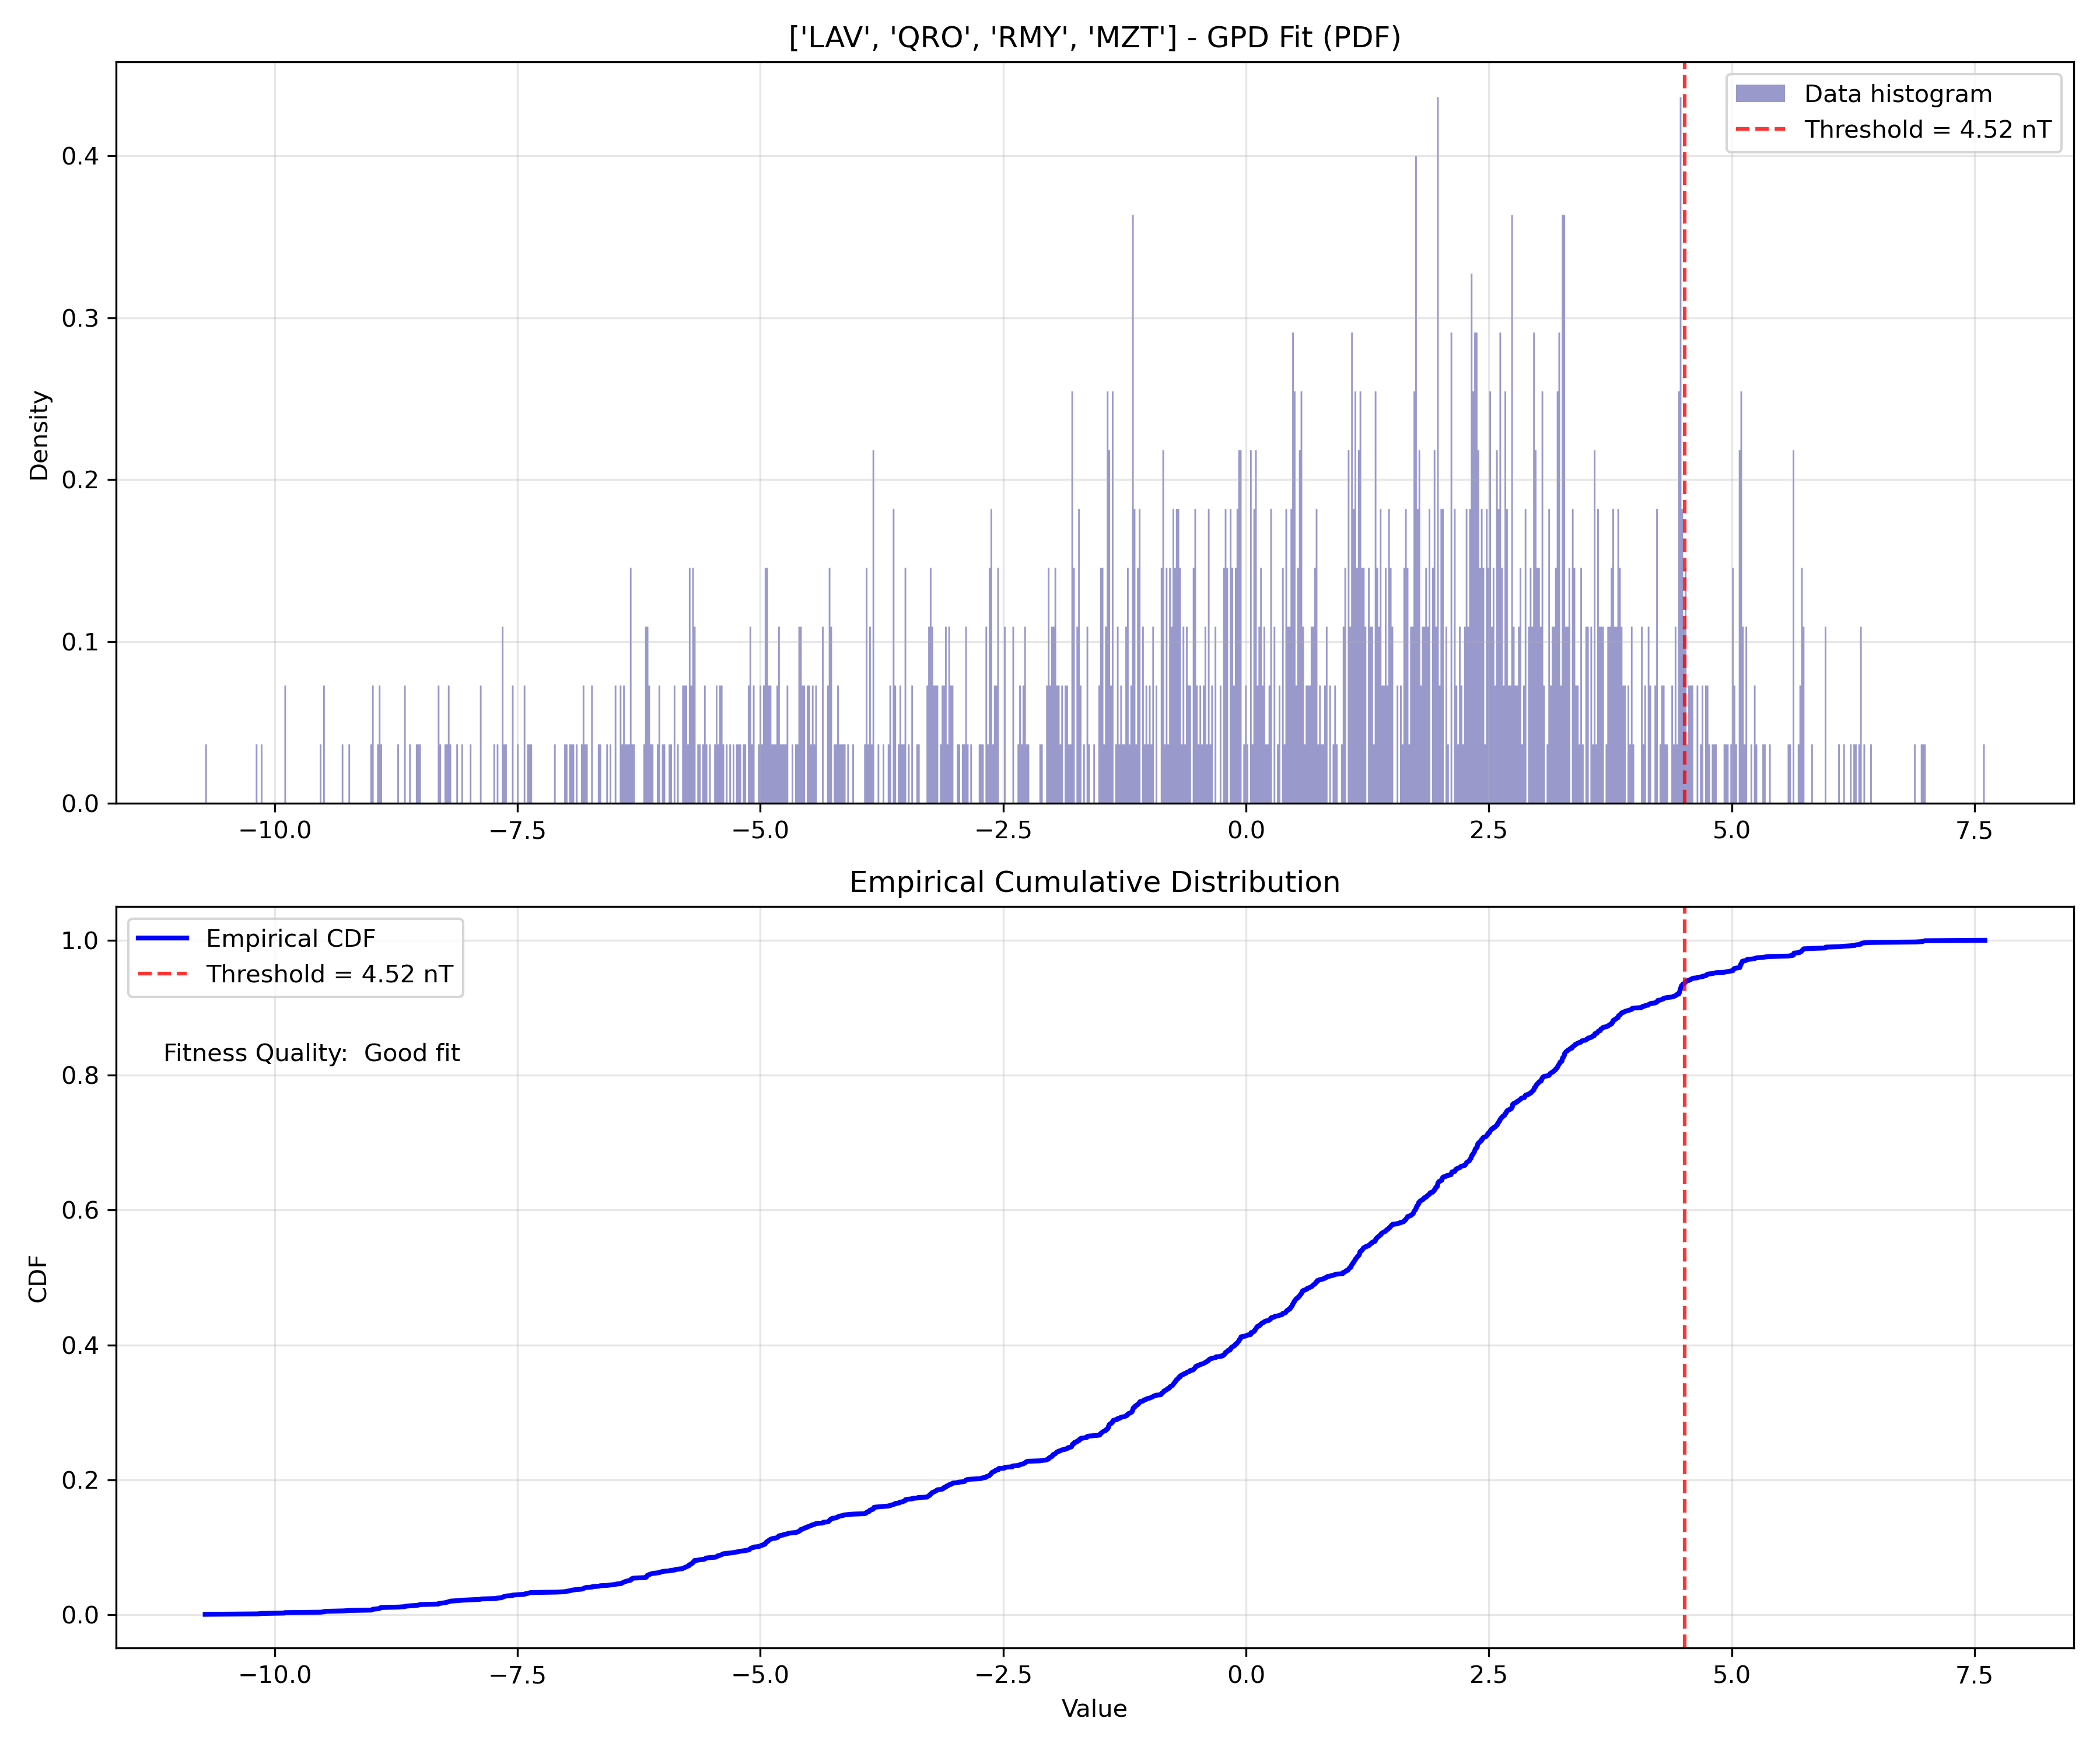 ['LAV', 'QRO', 'RMY', 'MZT'] - GPD Fit (PDF)
Data histogram
Threshold = 4.52 nT
Density
0.4
0.3
0.2
0.1
0.0
−10.0 −7.5 −5.0 −2.5 0.0 2.5 5.0 7.5
Empirical Cumulative Distribution
Empirical CDF
Threshold = 4.52 nT
Fitness Quality: Good fit
CDF
1.0
0.8
0.6
0.4
0.2
0.0
−10.0 −7.5 −5.0 −2.5 0.0 2.5 5.0 7.5
Value